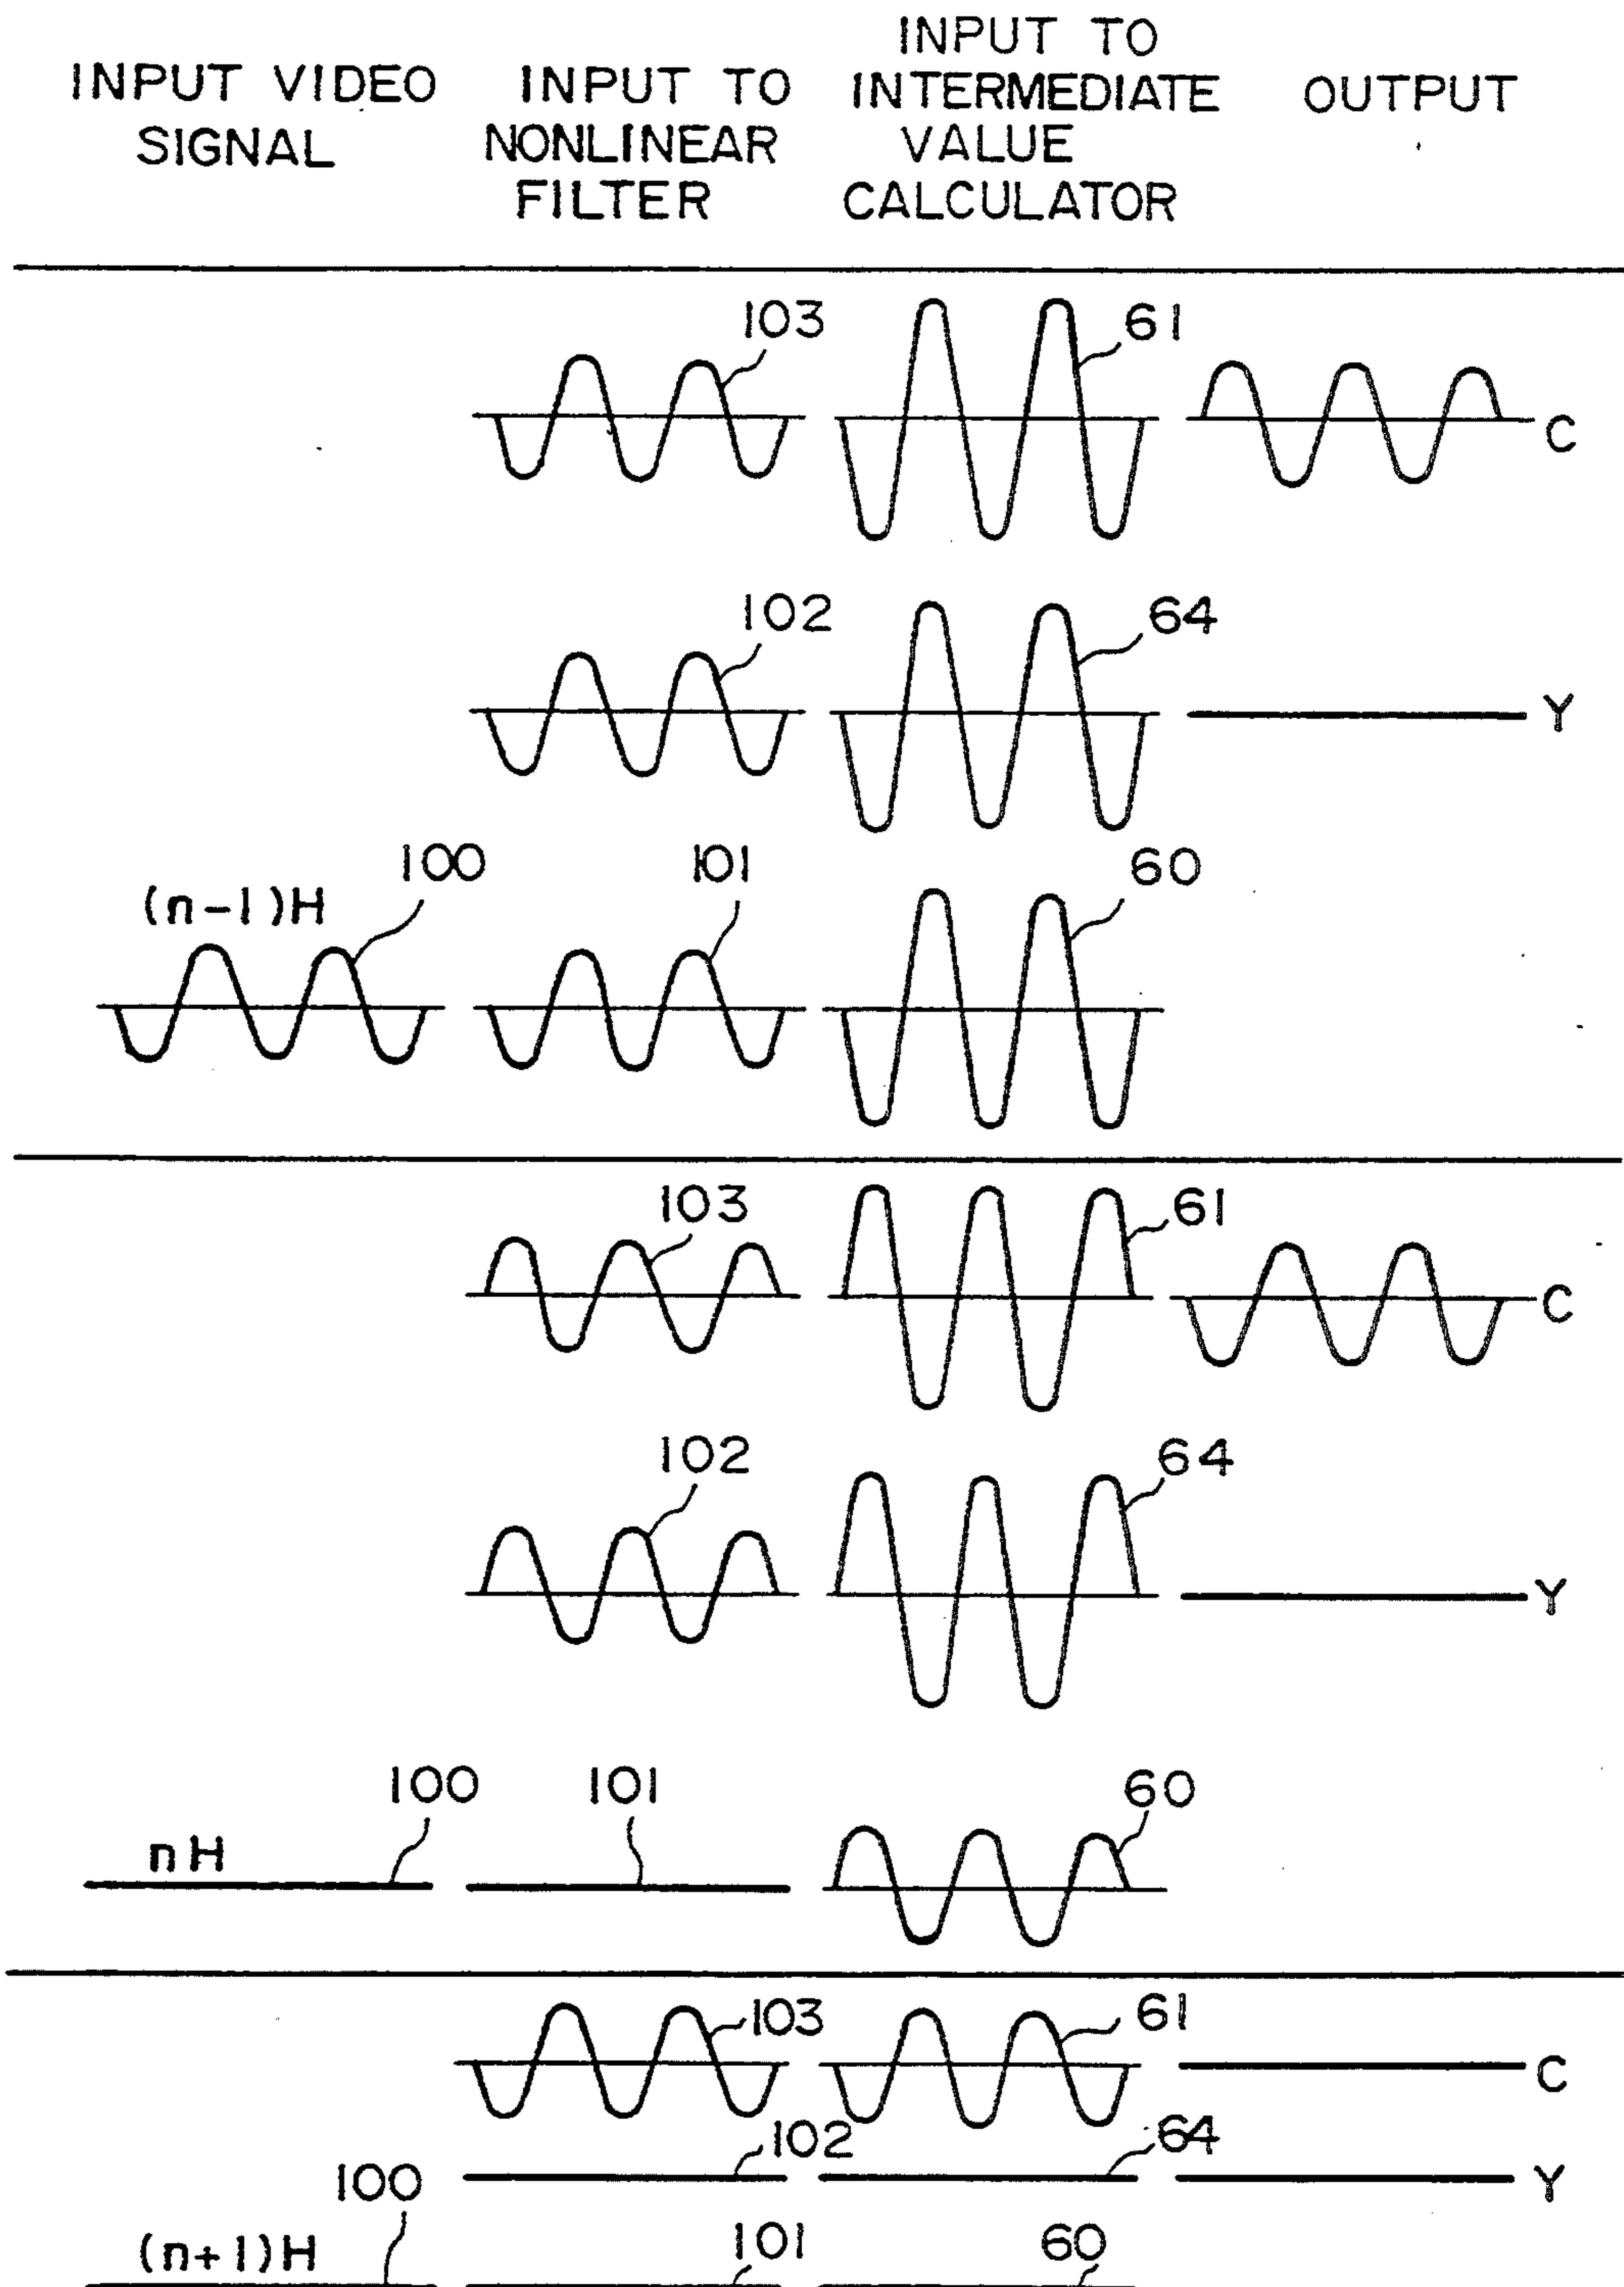 INPUT VIDEO SIGNAL
INPUT TO NONLINEAR FILTER
INPUT TO INTERMEDIATE VALUE CALCULATOR
OUTPUT
103
61
C
102
64
Y
(n-1)H
100
101
60
103
61
C
102
64
Y
nH
100
101
60
103
61
C
102
64
Y
(n+1)H
100
101
60